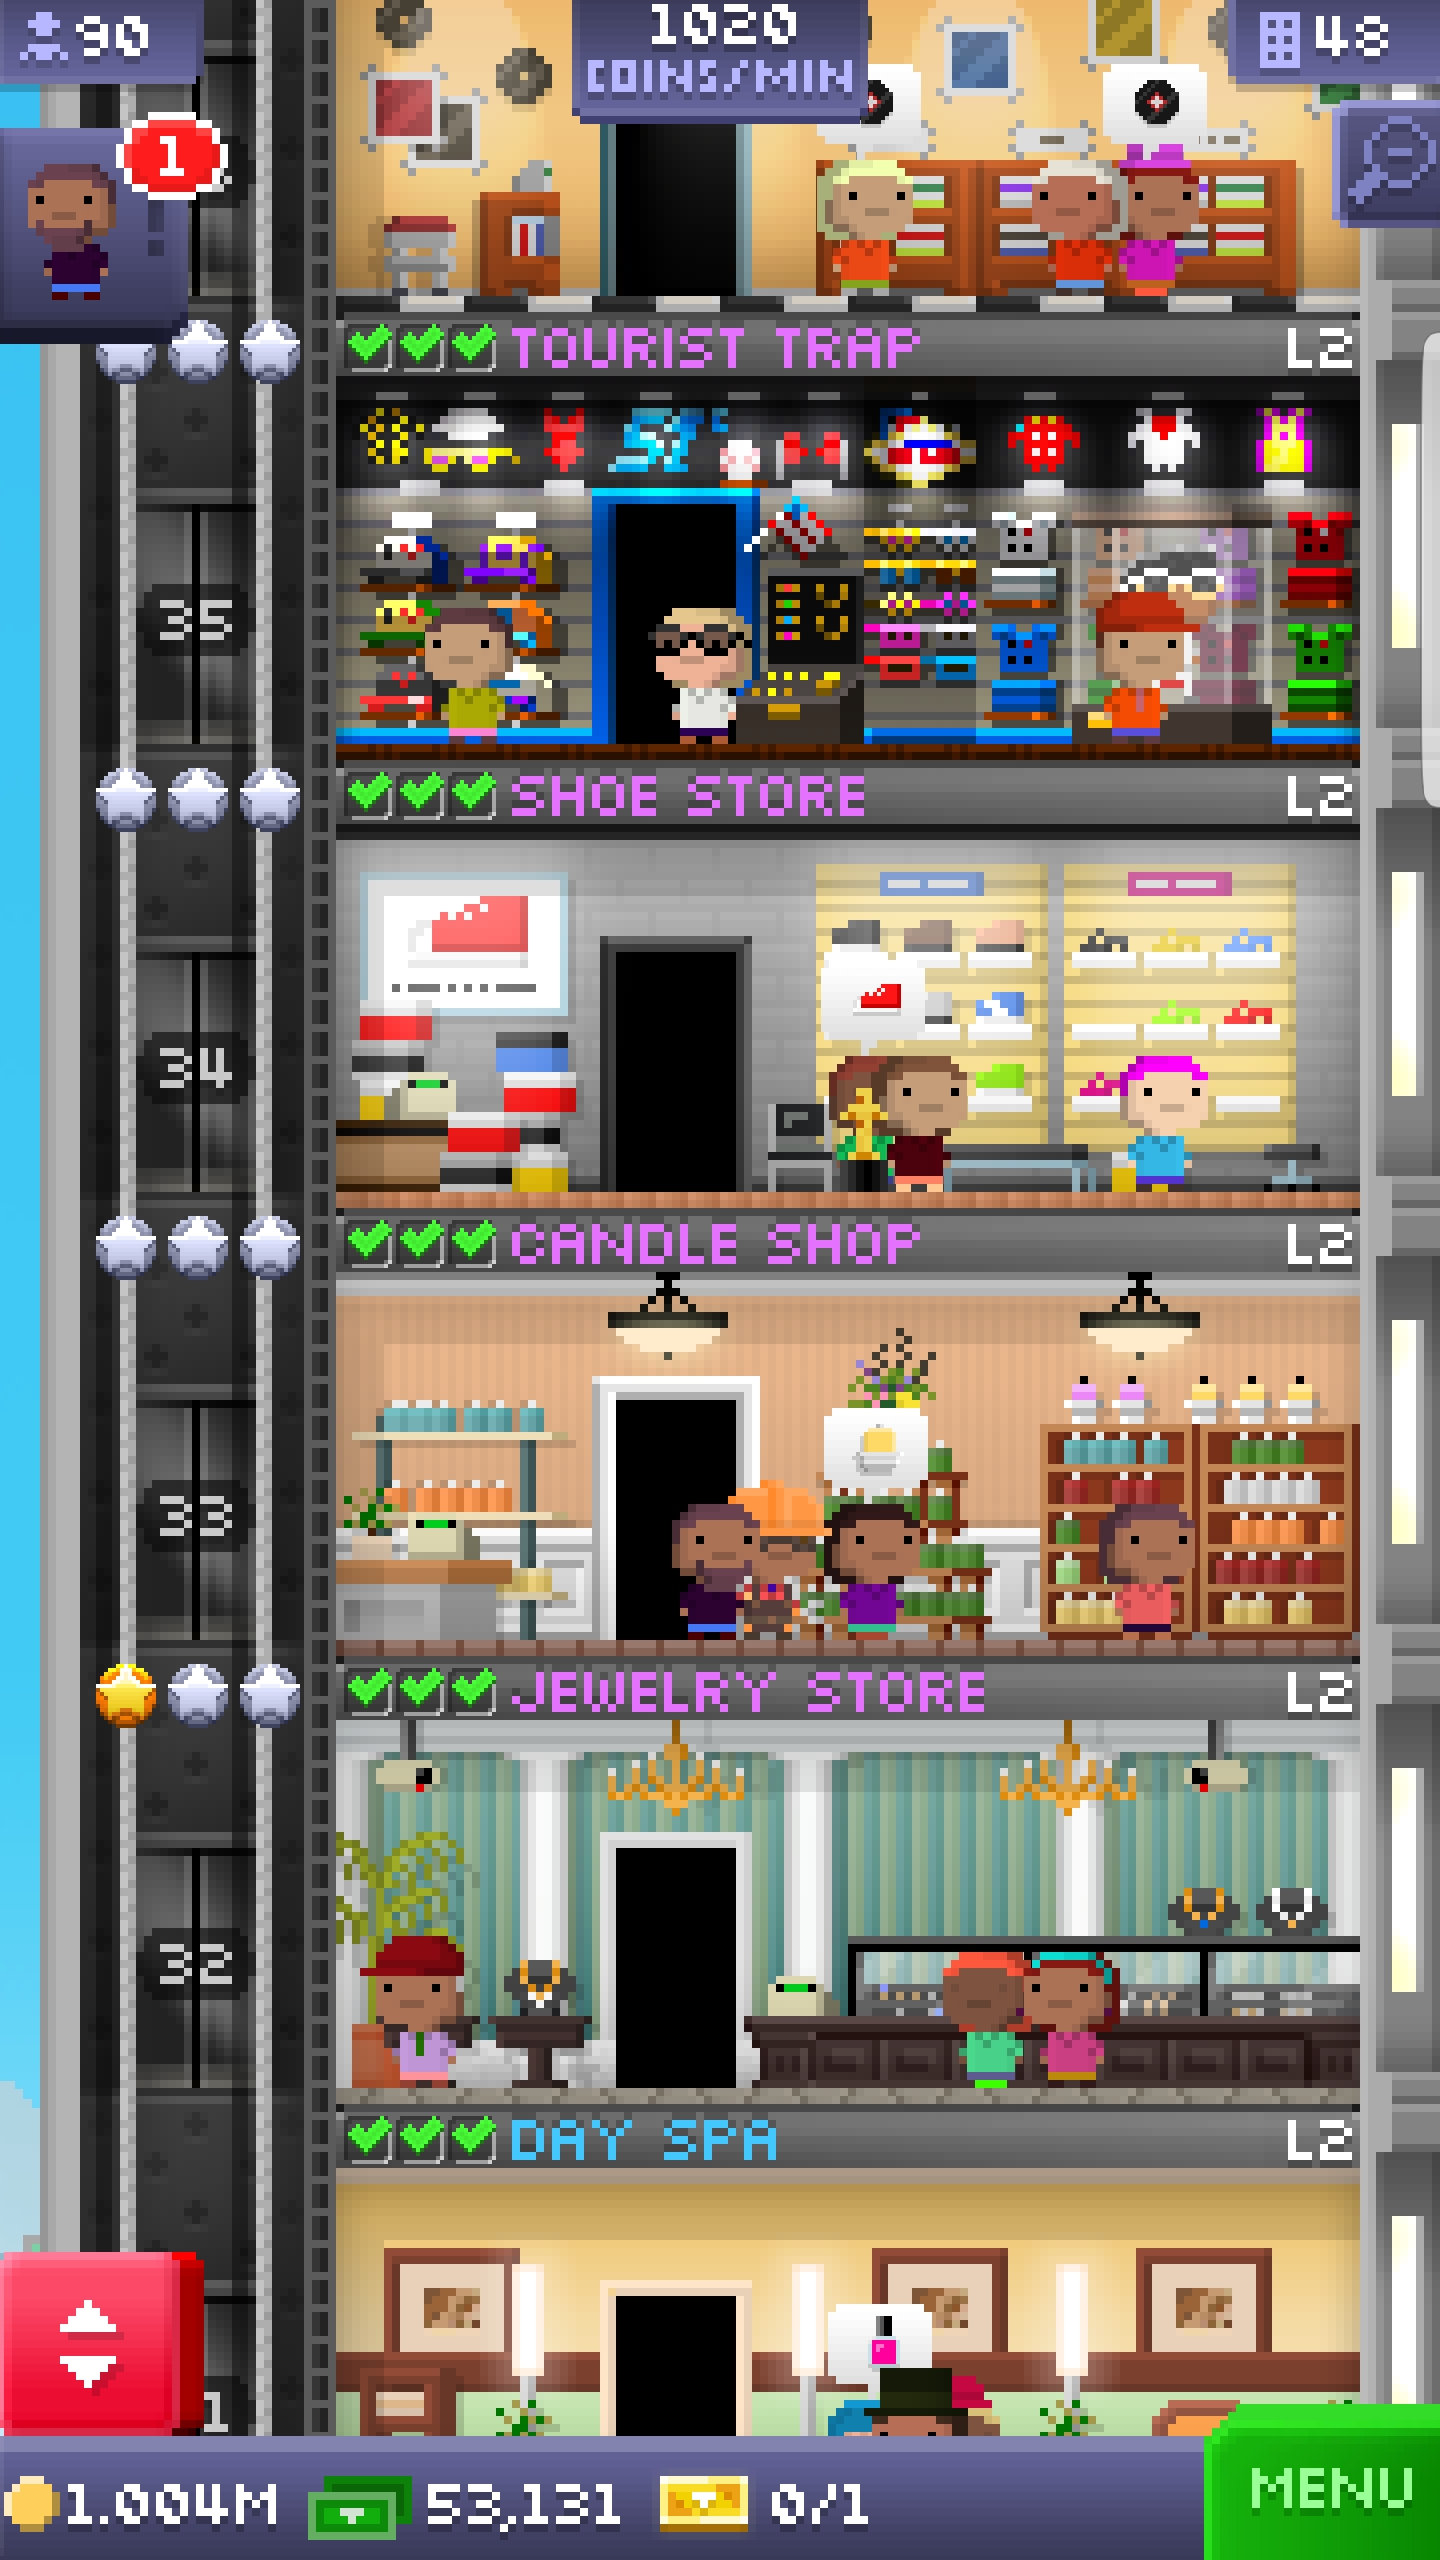 90
1020
COINS/MIN
48
1
TOURIST TRAP
L2
35
SHOE STORE
L2
34
CANDLE SHOP
L2
33
JEWELRY STORE
L2
32
DAY SPA
L2
1.004M
53,131
0/1
MENU